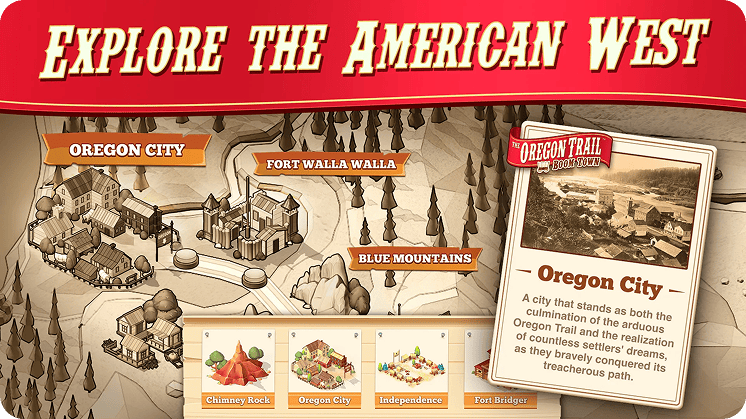 EXPLORE THE AMERICAN WEST
OREGON CITY
FORT WALLA WALLA
BLUE MOUNTAINS
THE
OREGON TRAIL
BOOM TOWN
Oregon City
A city that stands as both the
culmination of the arduous
Oregon Trail and the realization
of countless settlers' dreams,
as they bravely conquered its
treacherous path.
Chimney Rock
Oregon City
Independence
Fort Bridger